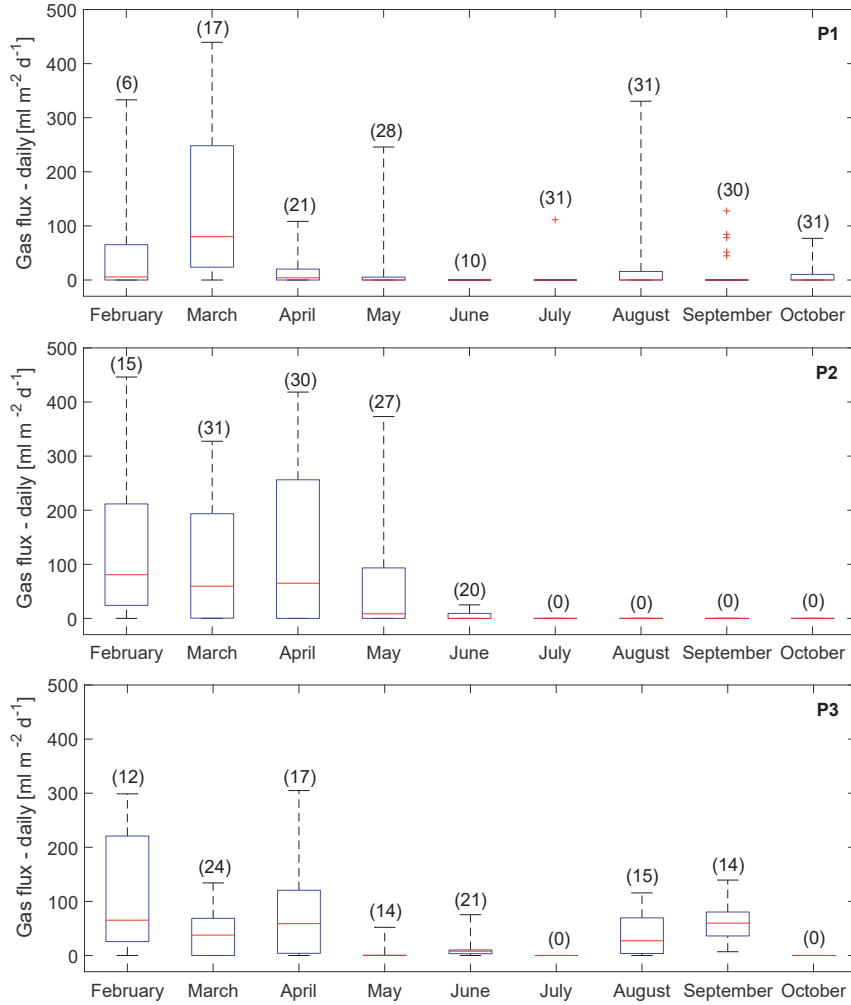 P1
500
400
300
200
100
0
Gas flux - daily [ml m⁻² d⁻¹]
(6) (17) (21) (28) (10) (31) (31) (30) (31)
February March April May June July August September October
P2
500
400
300
200
100
0
Gas flux - daily [ml m⁻² d⁻¹]
(15) (31) (30) (27) (20) (0) (0) (0) (0)
February March April May June July August September October
P3
500
400
300
200
100
0
Gas flux - daily [ml m⁻² d⁻¹]
(12) (24) (17) (14) (21) (0) (15) (14) (0)
February March April May June July August September October